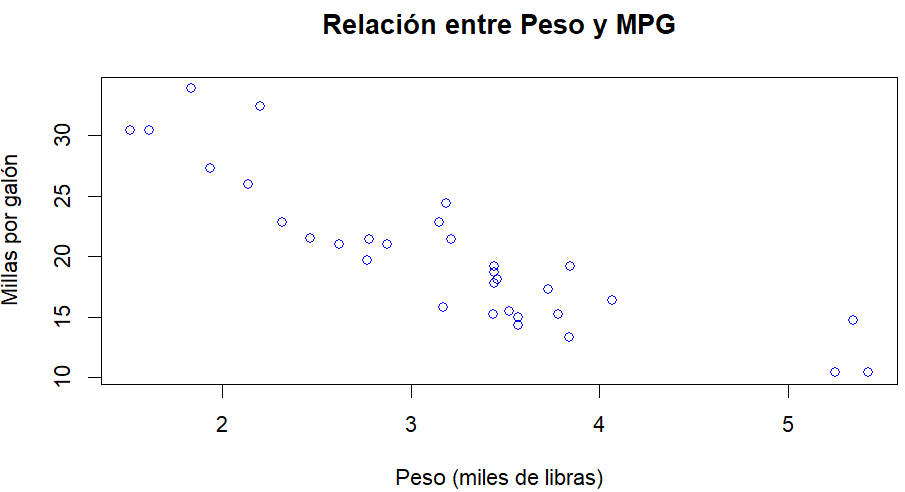 Relación entre Peso y MPG
Millas por galón
30
25
20
15
10
2 3 4 5
Peso (miles de libras)